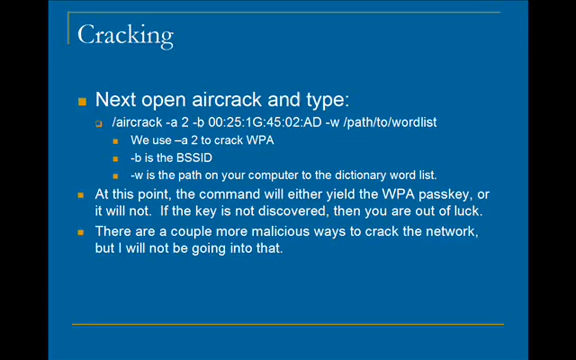 Cracking
Next open aircrack and type:
/aircrack -a 2 -b 00:25:1G:45:02:AD -w /path/to/wordlist
We use –a 2 to crack WPA
-b is the BSSID
-w is the path on your computer to the dictionary word list.
At this point, the command will either yield the WPA passkey, or
it will not. If the key is not discovered, then you are out of luck.
There are a couple more malicious ways to crack the network,
but I will not be going into that.